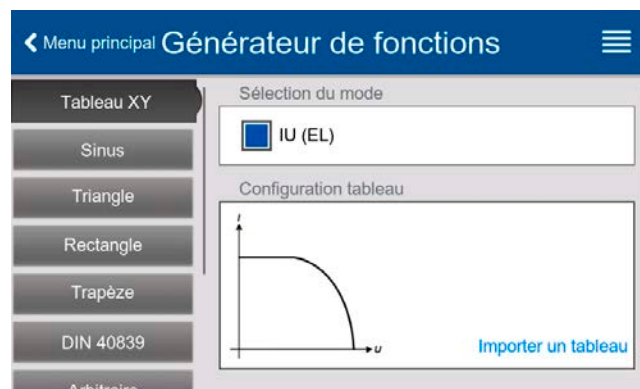 Menu principal Générateur de fonctions
Tableau XY
Sinus
Triangle
Rectangle
Trapèze
DIN 40839
Arbitraire
Sélection du mode
IU (EL)
Configuration tableau
I
U
Importer un tableau